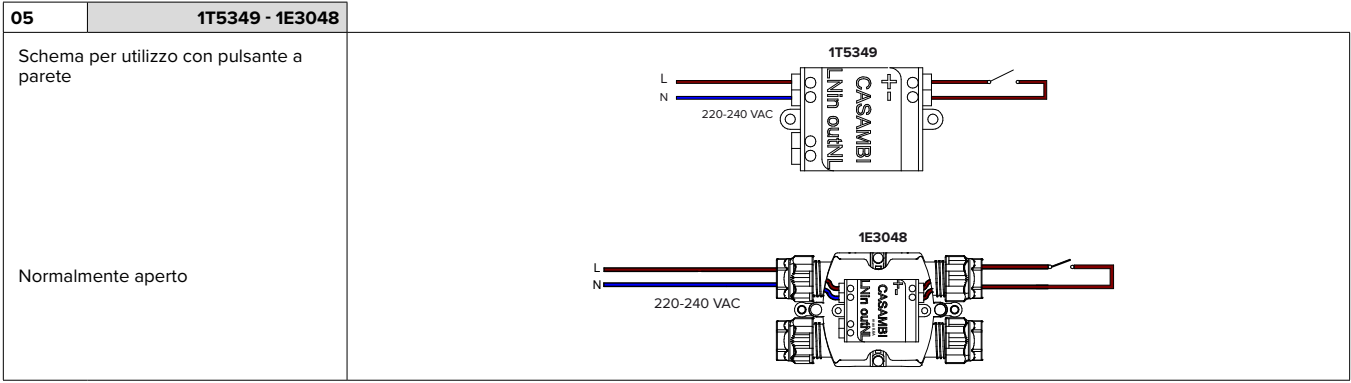 05
1T5349 - 1E3048
Schema per utilizzo con pulsante a
parete
1T5349
L
N
220-240 VAC
LNin outNL
CASAMBI
+-
Normalmente aperto
1E3048
L
N
220-240 VAC
LNin outNL
CASAMBI
+-